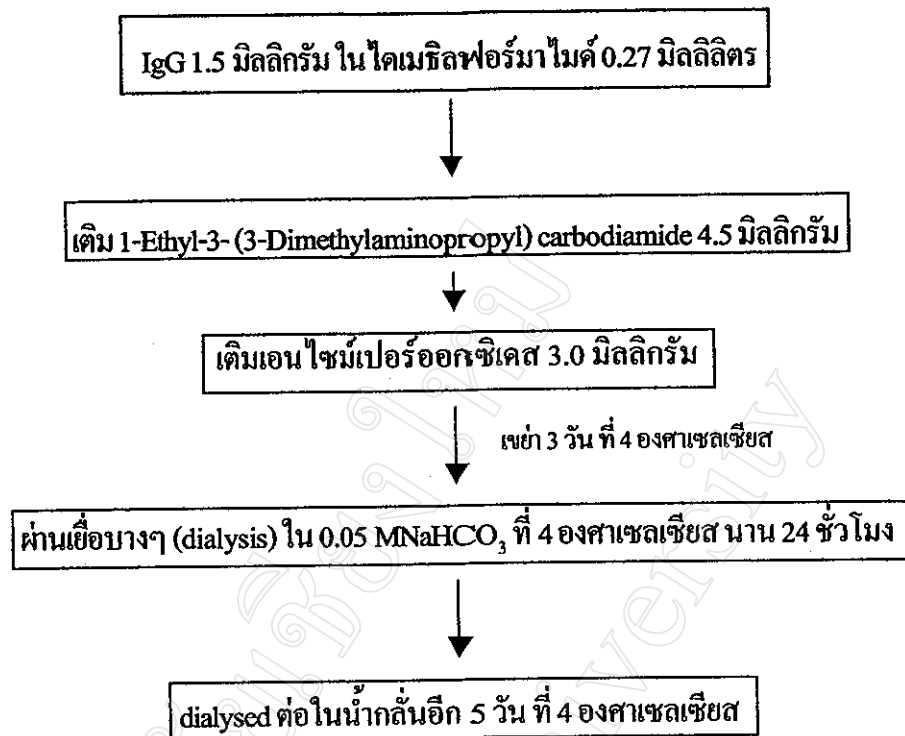 IgG 1.5 มิลลิกรัม ในไดเมธิลฟอร์มาไมด์ 0.27 มิลลิลิตร
เติม 1-Ethyl-3- (3-Dimethylaminopropyl) carbodiamide 4.5 มิลลิกรัม
เติมเอนไซม์เปอร์ออกซิเดส 3.0 มิลลิกรัม
เขย่า 3 วัน ที่ 4 องศาเซลเซียส
ผ่านเยื่อบางๆ (dialysis) ใน 0.05 MNaHCO₃ ที่ 4 องศาเซลเซียส นาน 24 ชั่วโมง
dialysed ต่อในน้ำกลั่นอีก 5 วัน ที่ 4 องศาเซลเซียส